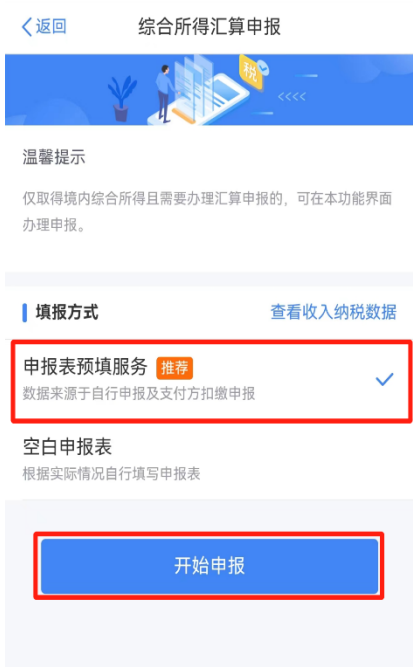 返回
综合所得汇算申报
税
温馨提示
仅取得境内综合所得且需要办理汇算申报的，可在本功能界面
办理申报。
填报方式
查看收入纳税数据
申报表预填服务 推荐
数据来源于自行申报及支付方扣缴申报
空白申报表
根据实际情况自行填写申报表
开始申报